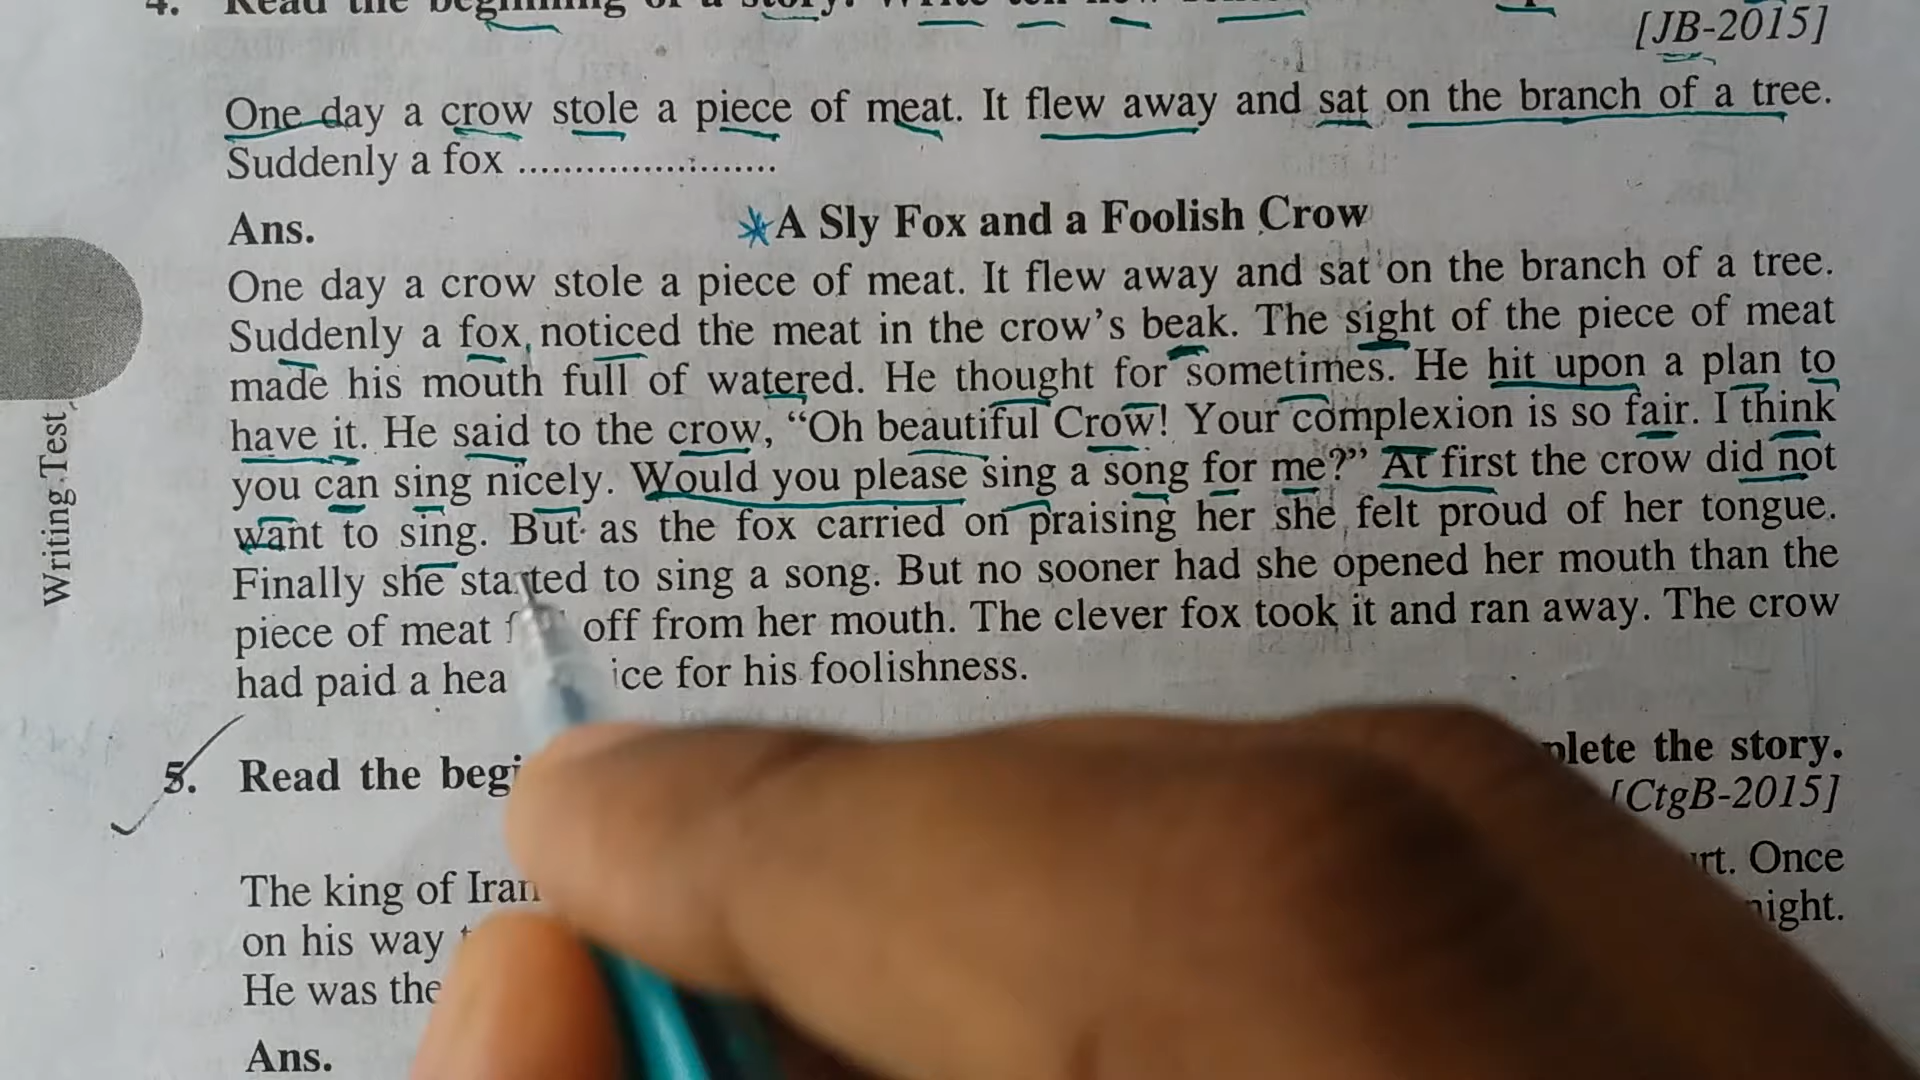 4. Read the beginning of a story. Write ten new
[JB-2015]
One day a crow stole a piece of meat. It flew away and sat on the branch of a tree.
Suddenly a fox .......................
Ans. *A Sly Fox and a Foolish Crow
One day a crow stole a piece of meat. It flew away and sat on the branch of a tree.
Suddenly a fox noticed the meat in the crow's beak. The sight of the piece of meat
made his mouth full of watered. He thought for sometimes. He hit upon a plan to
have it. He said to the crow, “Oh beautiful Crow! Your complexion is so fair. I think
you can sing nicely. Would you please sing a song for me?” At first the crow did not
want to sing. But as the fox carried on praising her she felt proud of her tongue.
Finally she started to sing a song. But no sooner had she opened her mouth than the
piece of meat off from her mouth. The clever fox took it and ran away. The crow
had paid a for his foolishness.
Writing Test
5. Read the plete the story.
[CtgB-2015]
The king of Iran Once
on his way night.
He was the
Ans.